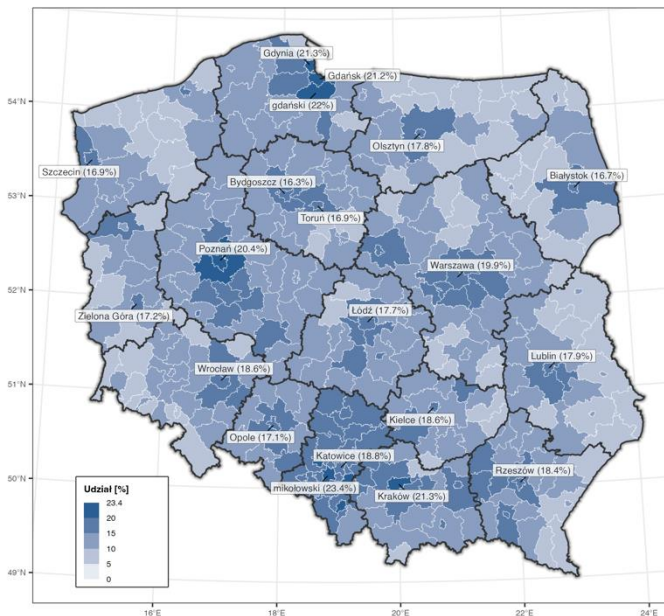 Gdynia (21.3%)
Gdańsk (21.2%)
54°N
gdański (22%)
Olsztyn (17.8%)
Szczecin (16.9%)
Bydgoszcz (16.3%)
Białystok (16.7%)
53°N
Toruń (16.9%)
Poznań (20.4%)
Warszawa (19.9%)
52°N
Zielona Góra (17.2%)
Łódź (17.7%)
Lublin (17.9%)
Wrocław (18.6%)
51°N
Kielce (18.6%)
Opole (17.1%)
Katowice (18.8%)
Rzeszów (18.4%)
50°N
mikołowski (23.4%)
Kraków (21.3%)
Udział [%]
23.4
20
15
10
5
0
49°N
16°E
18°E
20°E
22°E
24°E